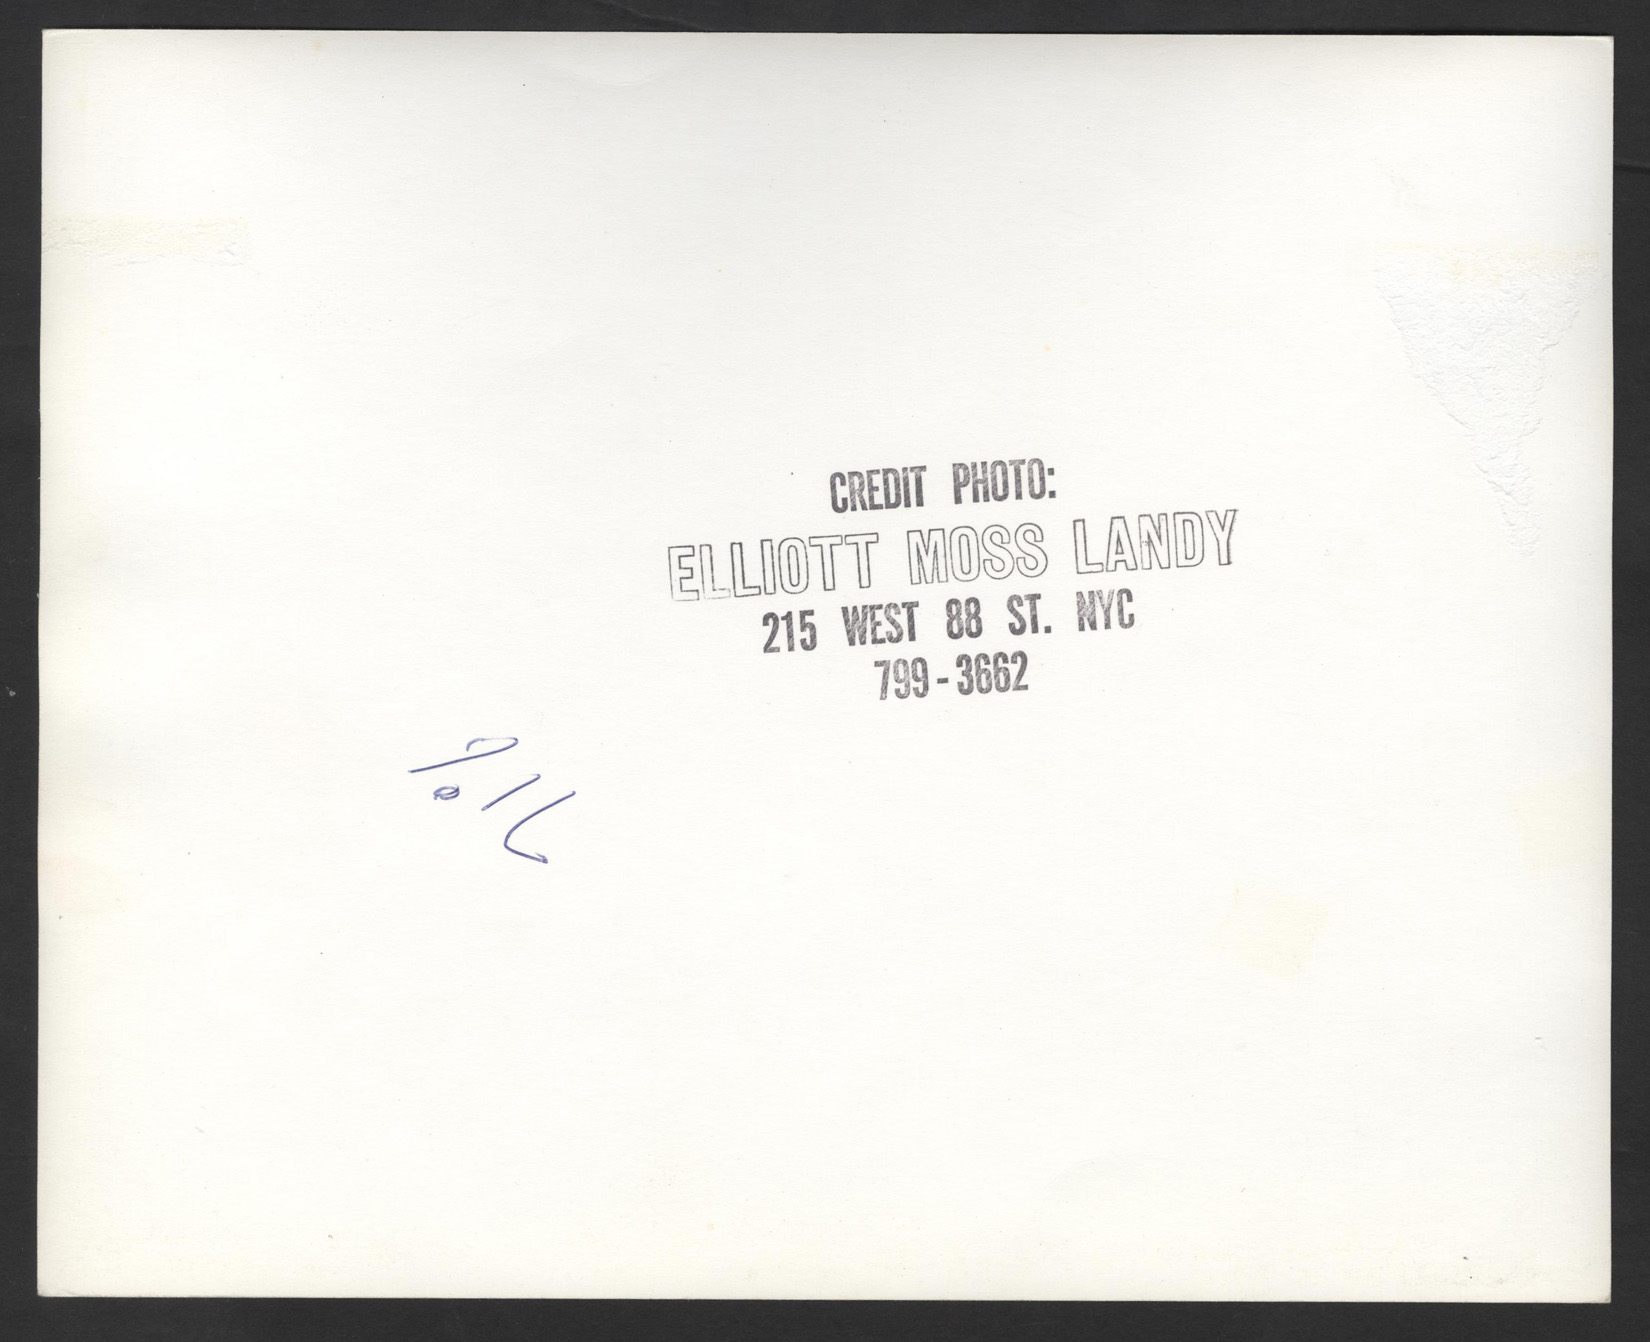 CREDIT PHOTO:
ELLIOTT MOSS LANDY
215 WEST 88 ST. NYC
799-3662